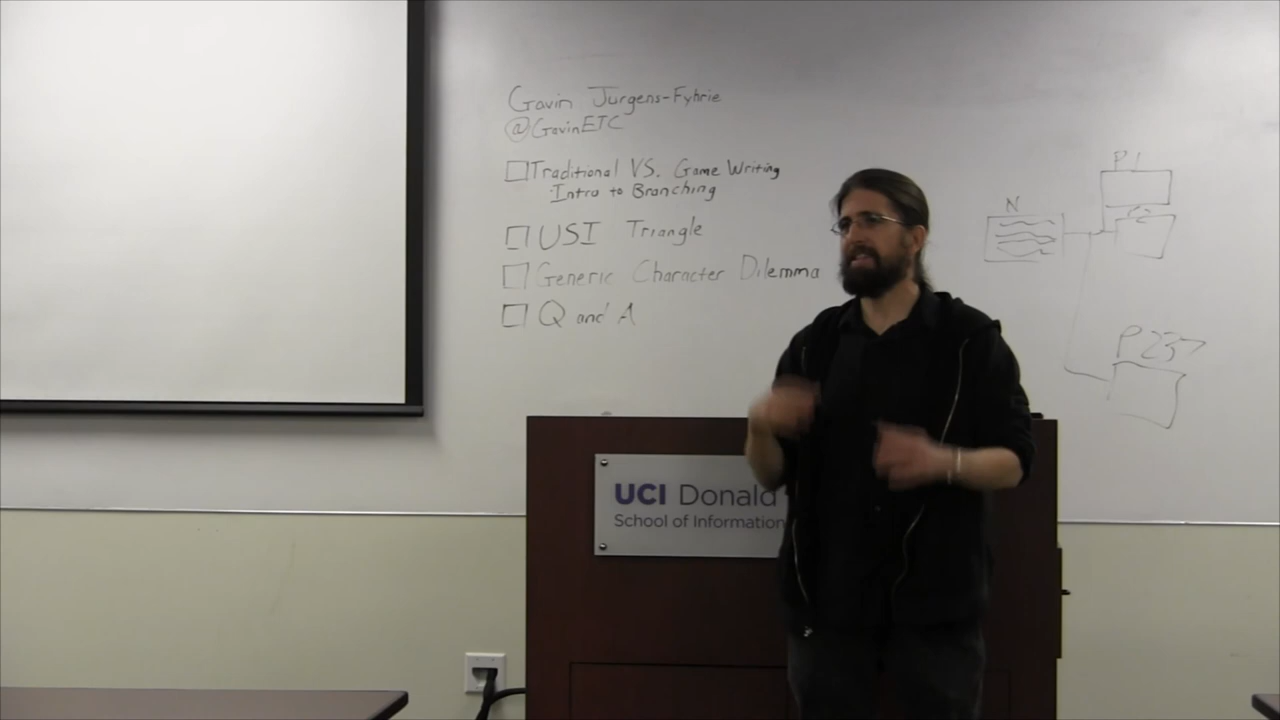 Gavin Jurgens-Fyhrie
@GavinETC
Traditional VS. Game Writing
Intro to Branching
USI Triangle
Generic Character Dilemma
Q and A
N
P1
P237
UCI Donald
School of Information